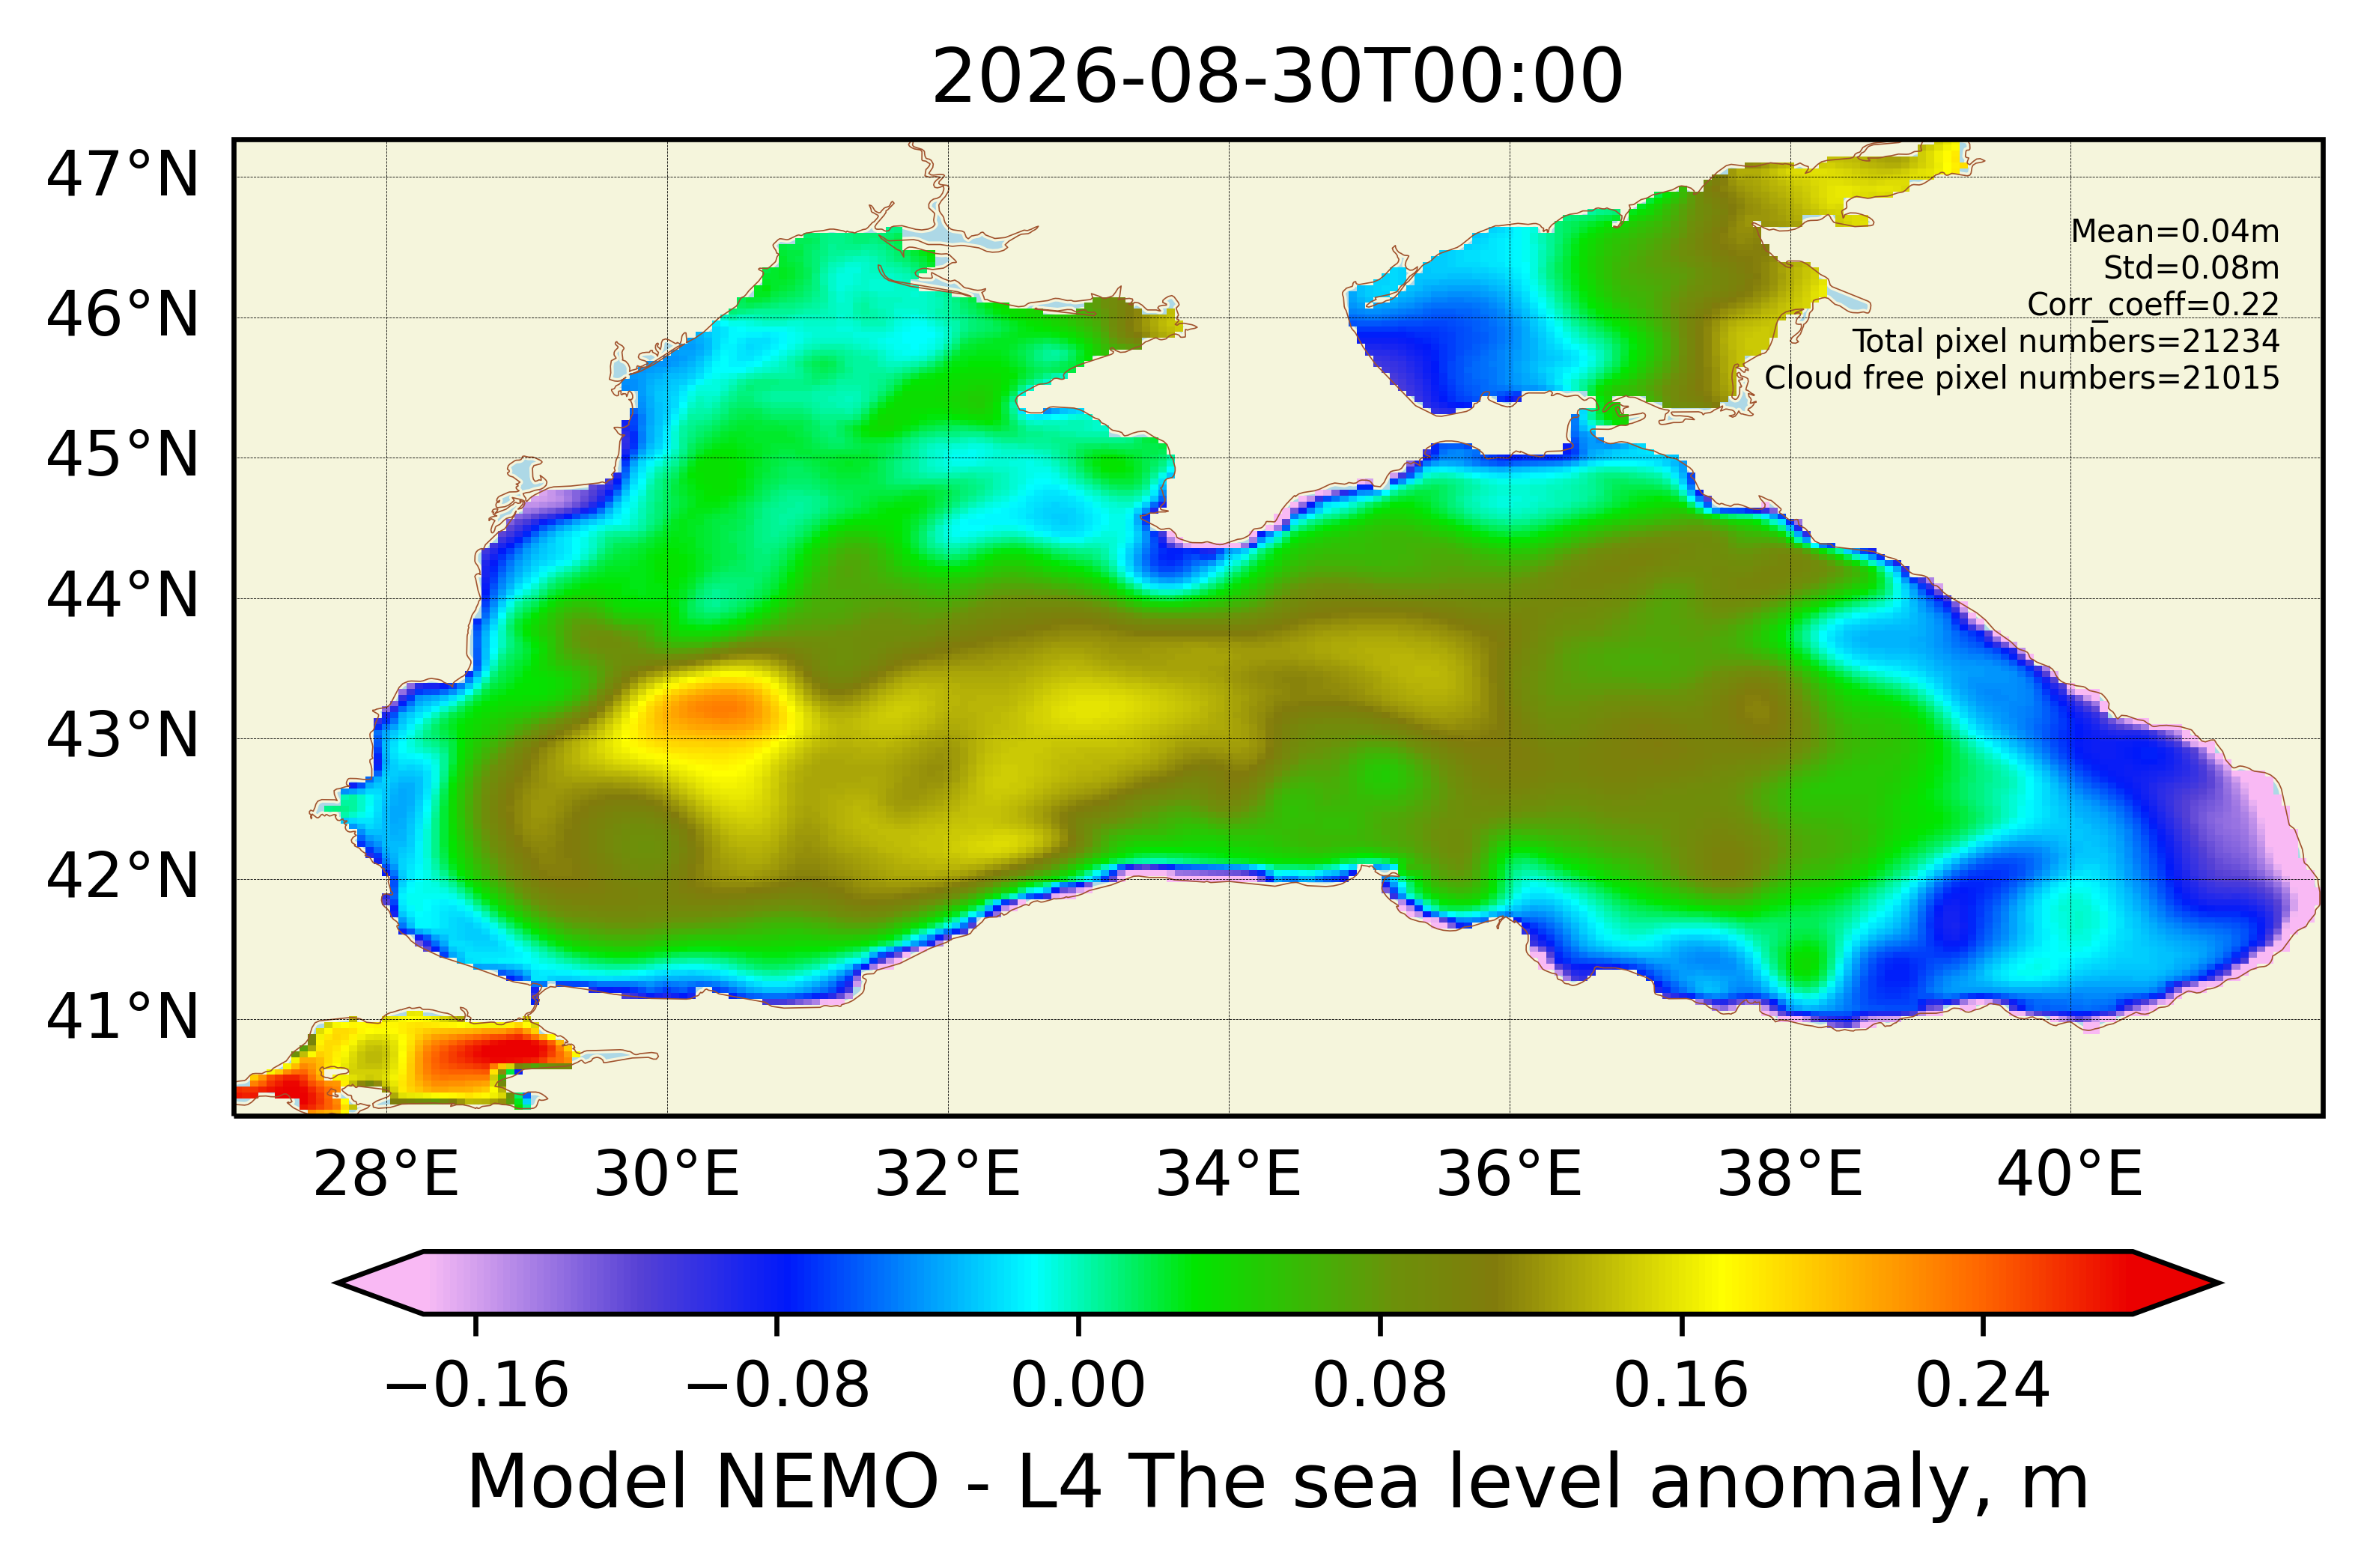 2026-08-30T00:00
47°N
46°N
45°N
44°N
43°N
42°N
41°N
Mean=0.04m
Std=0.08m
Corr_coeff=0.22
Total pixel numbers=21234
Cloud free pixel numbers=21015
28°E 30°E 32°E 34°E 36°E 38°E 40°E
−0.16 −0.08 0.00 0.08 0.16 0.24
Model NEMO - L4 The sea level anomaly, m